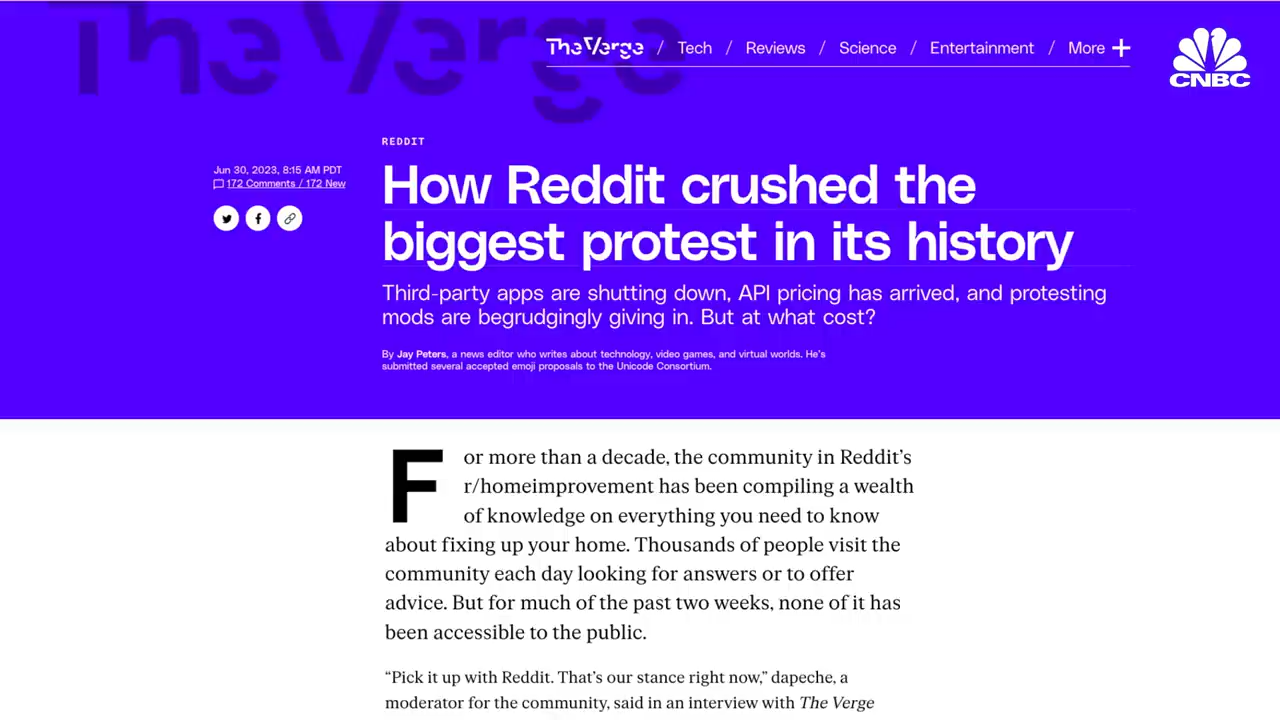 The Verge
The Verge / Tech / Reviews / Science / Entertainment / More +
CNBC
REDDIT
Jun 30, 2023, 8:15 AM PDT
172 Comments / 172 New
How Reddit crushed the
biggest protest in its history
Third-party apps are shutting down, API pricing has arrived, and protesting
mods are begrudgingly giving in. But at what cost?
By Jay Peters, a news editor who writes about technology, video games, and virtual worlds. He's
submitted several accepted emoji proposals to the Unicode Consortium.
For more than a decade, the community in Reddit’s
r/homeimprovement has been compiling a wealth
of knowledge on everything you need to know
about fixing up your home. Thousands of people visit the
community each day looking for answers or to offer
advice. But for much of the past two weeks, none of it has
been accessible to the public.
“Pick it up with Reddit. That’s our stance right now,” dapeche, a
moderator for the community, said in an interview with The Verge